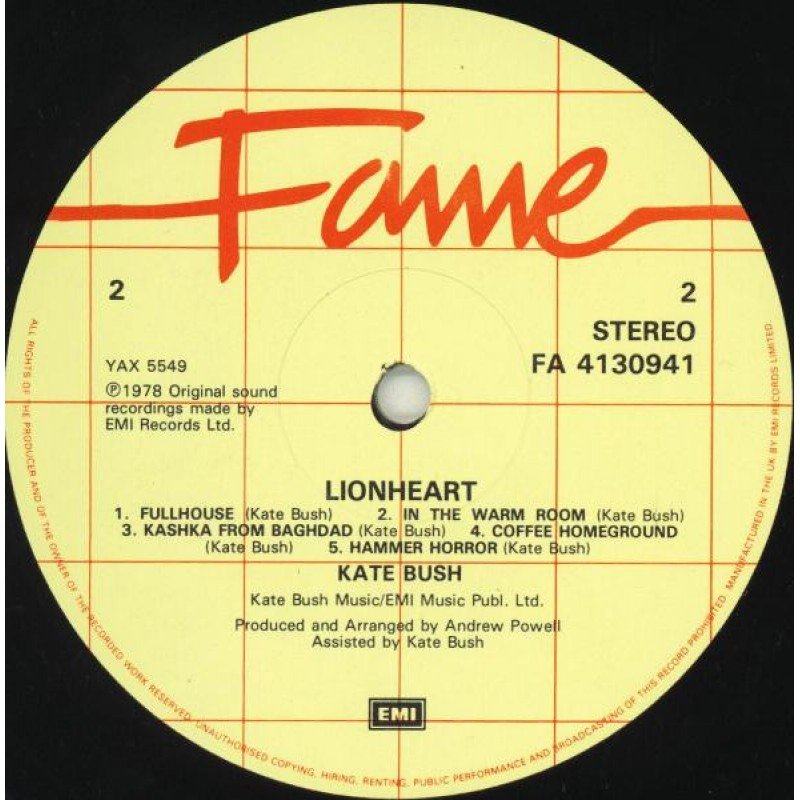 Fame
2
2
STEREO
FA 4130941
YAX 5549
Ⓟ1978 Original sound
recordings made by
EMI Records Ltd.
LIONHEART
1. FULLHOUSE (Kate Bush) 2. IN THE WARM ROOM (Kate Bush)
3. KASHKA FROM BAGHDAD (Kate Bush) 4. COFFEE HOMEGROUND
(Kate Bush) 5. HAMMER HORROR (Kate Bush)
KATE BUSH
Kate Bush Music/EMI Music Publ. Ltd.
Produced and Arranged by Andrew Powell
Assisted by Kate Bush
EMI
ALL RIGHTS OF THE PRODUCER AND OF THE OWNER OF THE RECORDED WORK RESERVED. UNAUTHORISED COPYING, HIRING, RENTING, PUBLIC PERFORMANCE AND BROADCASTING OF THIS RECORD PROHIBITED. MANUFACTURED IN THE UK BY EMI RECORDS LIMITED.